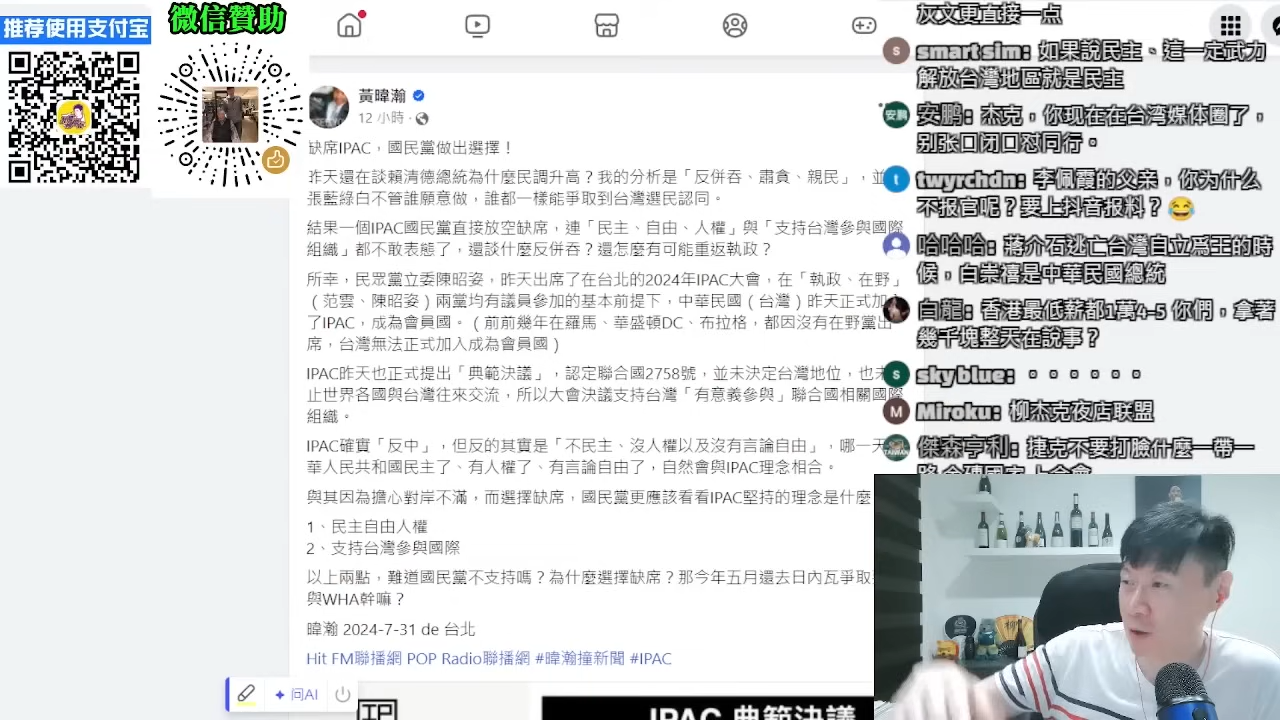 推荐使用支付宝
微信贊助
黃暐瀚
12 小時
缺席IPAC，國民黨做出選擇！
昨天還在談賴清德總統為什麼民調升高？我的分析是「反併吞、肅貪、親民」，並
張藍綠白不管誰願意做，誰都一樣能爭取到台灣選民認同。
結果一個IPAC國民黨直接放空缺席，連「民主、自由、人權」與「支持台灣參與國際
組織」都不敢表態了，還談什麼反併吞？還怎麼有可能重返執政？
所幸，民眾黨立委陳昭姿，昨天出席了在台北的2024年IPAC大會，在「執政、在野」
（范雲、陳昭姿）兩黨均有議員參加的基本前提下，中華民國（台灣）昨天正式加入
了IPAC，成為會員國。（前前幾年在羅馬、華盛頓DC、布拉格，都因沒有在野黨出
席，台灣無法正式加入成為會員國）
IPAC昨天也正式提出「典範決議」，認定聯合國2758號，並未決定台灣地位，也未
止世界各國與台灣往來交流，所以大會決議支持台灣「有意義參與」聯合國相關國際
組織。
IPAC確實「反中」，但反的其實是「不民主、沒人權以及沒有言論自由」，哪一天
華人民共和國民主了、有人權了、有言論自由了，自然會與IPAC理念相合。
與其因為擔心對岸不滿，而選擇缺席，國民黨更應該看看IPAC堅持的理念是什麼
1、民主自由人權
2、支持台灣參與國際
以上兩點，難道國民黨不支持嗎？為什麼選擇缺席？那今年五月還去日內瓦爭取
與WHA幹嘛？
暐瀚 2024-7-31 de 台北
Hit FM聯播網 POP Radio聯播網 #暐瀚撞新聞 #IPAC
问AI
IPAC 典範決議
灰文更直接一点
smart sim: 如果說民主、這一定武力
解放台灣地區就是民主
安鹏: 杰克，你现在在台湾媒体圈了，
别张口闭口怼同行。
twyrchdn: 李佩霞的父亲，你为什么
不报官呢？要上抖音报料？😂
哈哈哈: 蔣介石逃亡台灣自立爲王的時
候，白崇禧是中華民國總統
白龍: 香港最低薪都1萬4-5 你們，拿著
幾千塊整天在說事？
sky blue: 。。。。。。
Miroku: 柳杰克夜店联盟
傑森亨利: 捷克不要打臉什麼一帶一